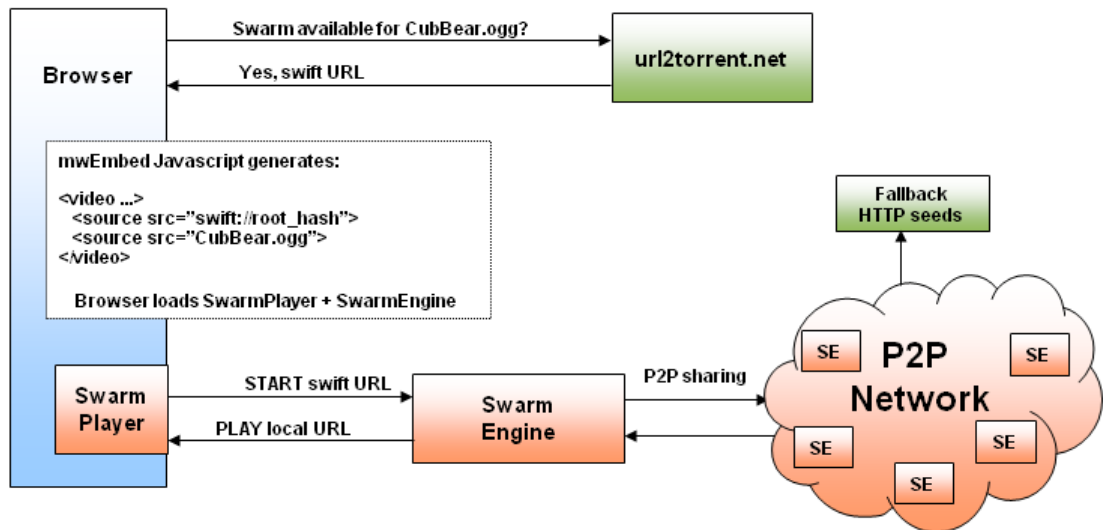 Swarm available for CubBear.ogg?
Browser
Yes, swift URL
url2torrent.net
mwEmbed Javascript generates:
<video ...>
<source src="swift://root_hash">
<source src="CubBear.ogg">
</video>
Browser loads SwarmPlayer + SwarmEngine
Fallback
HTTP seeds
START swift URL
Swarm
Player
PLAY local URL
Swarm
Engine
P2P sharing
P2P
Network
SE
SE
SE
SE
SE